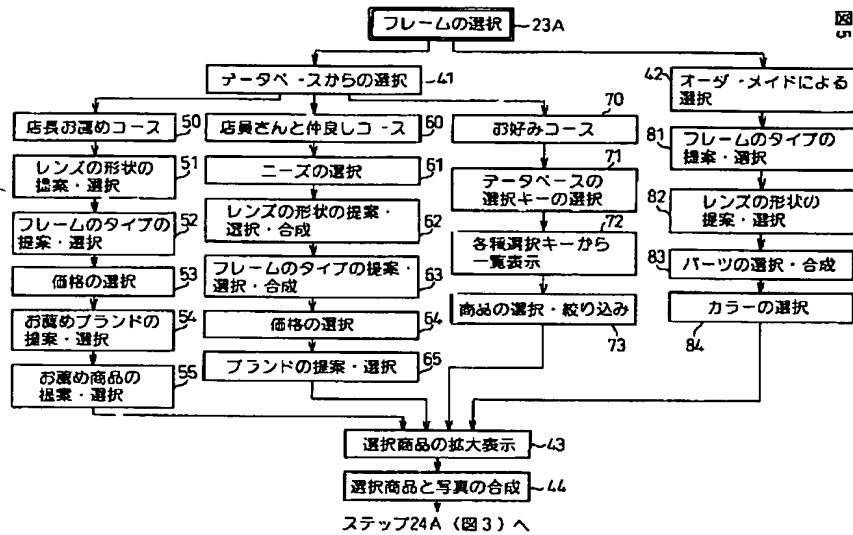 図5
フレームの選択
23A
データベースからの選択
41
42
オーダーメイドによる
選択
店長お薦めコース
50
レンズの形状の
提案・選択
51
フレームのタイプの
提案・選択
52
価格の選択
53
お薦めブランドの
提案・選択
54
お薦め商品の
提案・選択
55
店員さんと仲良しコース
60
ニーズの選択
61
レンズの形状の提案・
選択・合成
62
フレームのタイプの提案・
選択・合成
63
価格の選択
64
ブランドの提案・選択
65
70
お好みコース
71
データベースの
選択キーの選択
72
各種選択キーから
一覧表示
商品の選択・絞り込み
73
81
フレームのタイプの
提案・選択
82
レンズの形状の
提案・選択
83
パーツの選択・合成
カラーの選択
84
選択商品の拡大表示
43
選択商品と写真の合成
44
ステップ24A(図3)へ